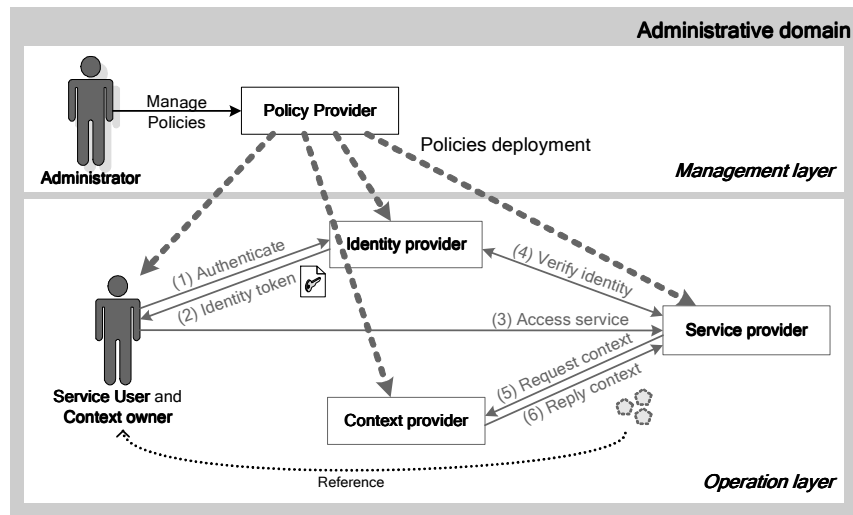 Administrative domain
Manage
Policies
Policy Provider
Policies deployment
Administrator
Management layer
Identity provider
(1) Authenticate
(2) Identity token
(4) Verify identity
(3) Access service
Service provider
(5) Request context
(6) Reply context
Service User and
Context owner
Context provider
Reference
Operation layer